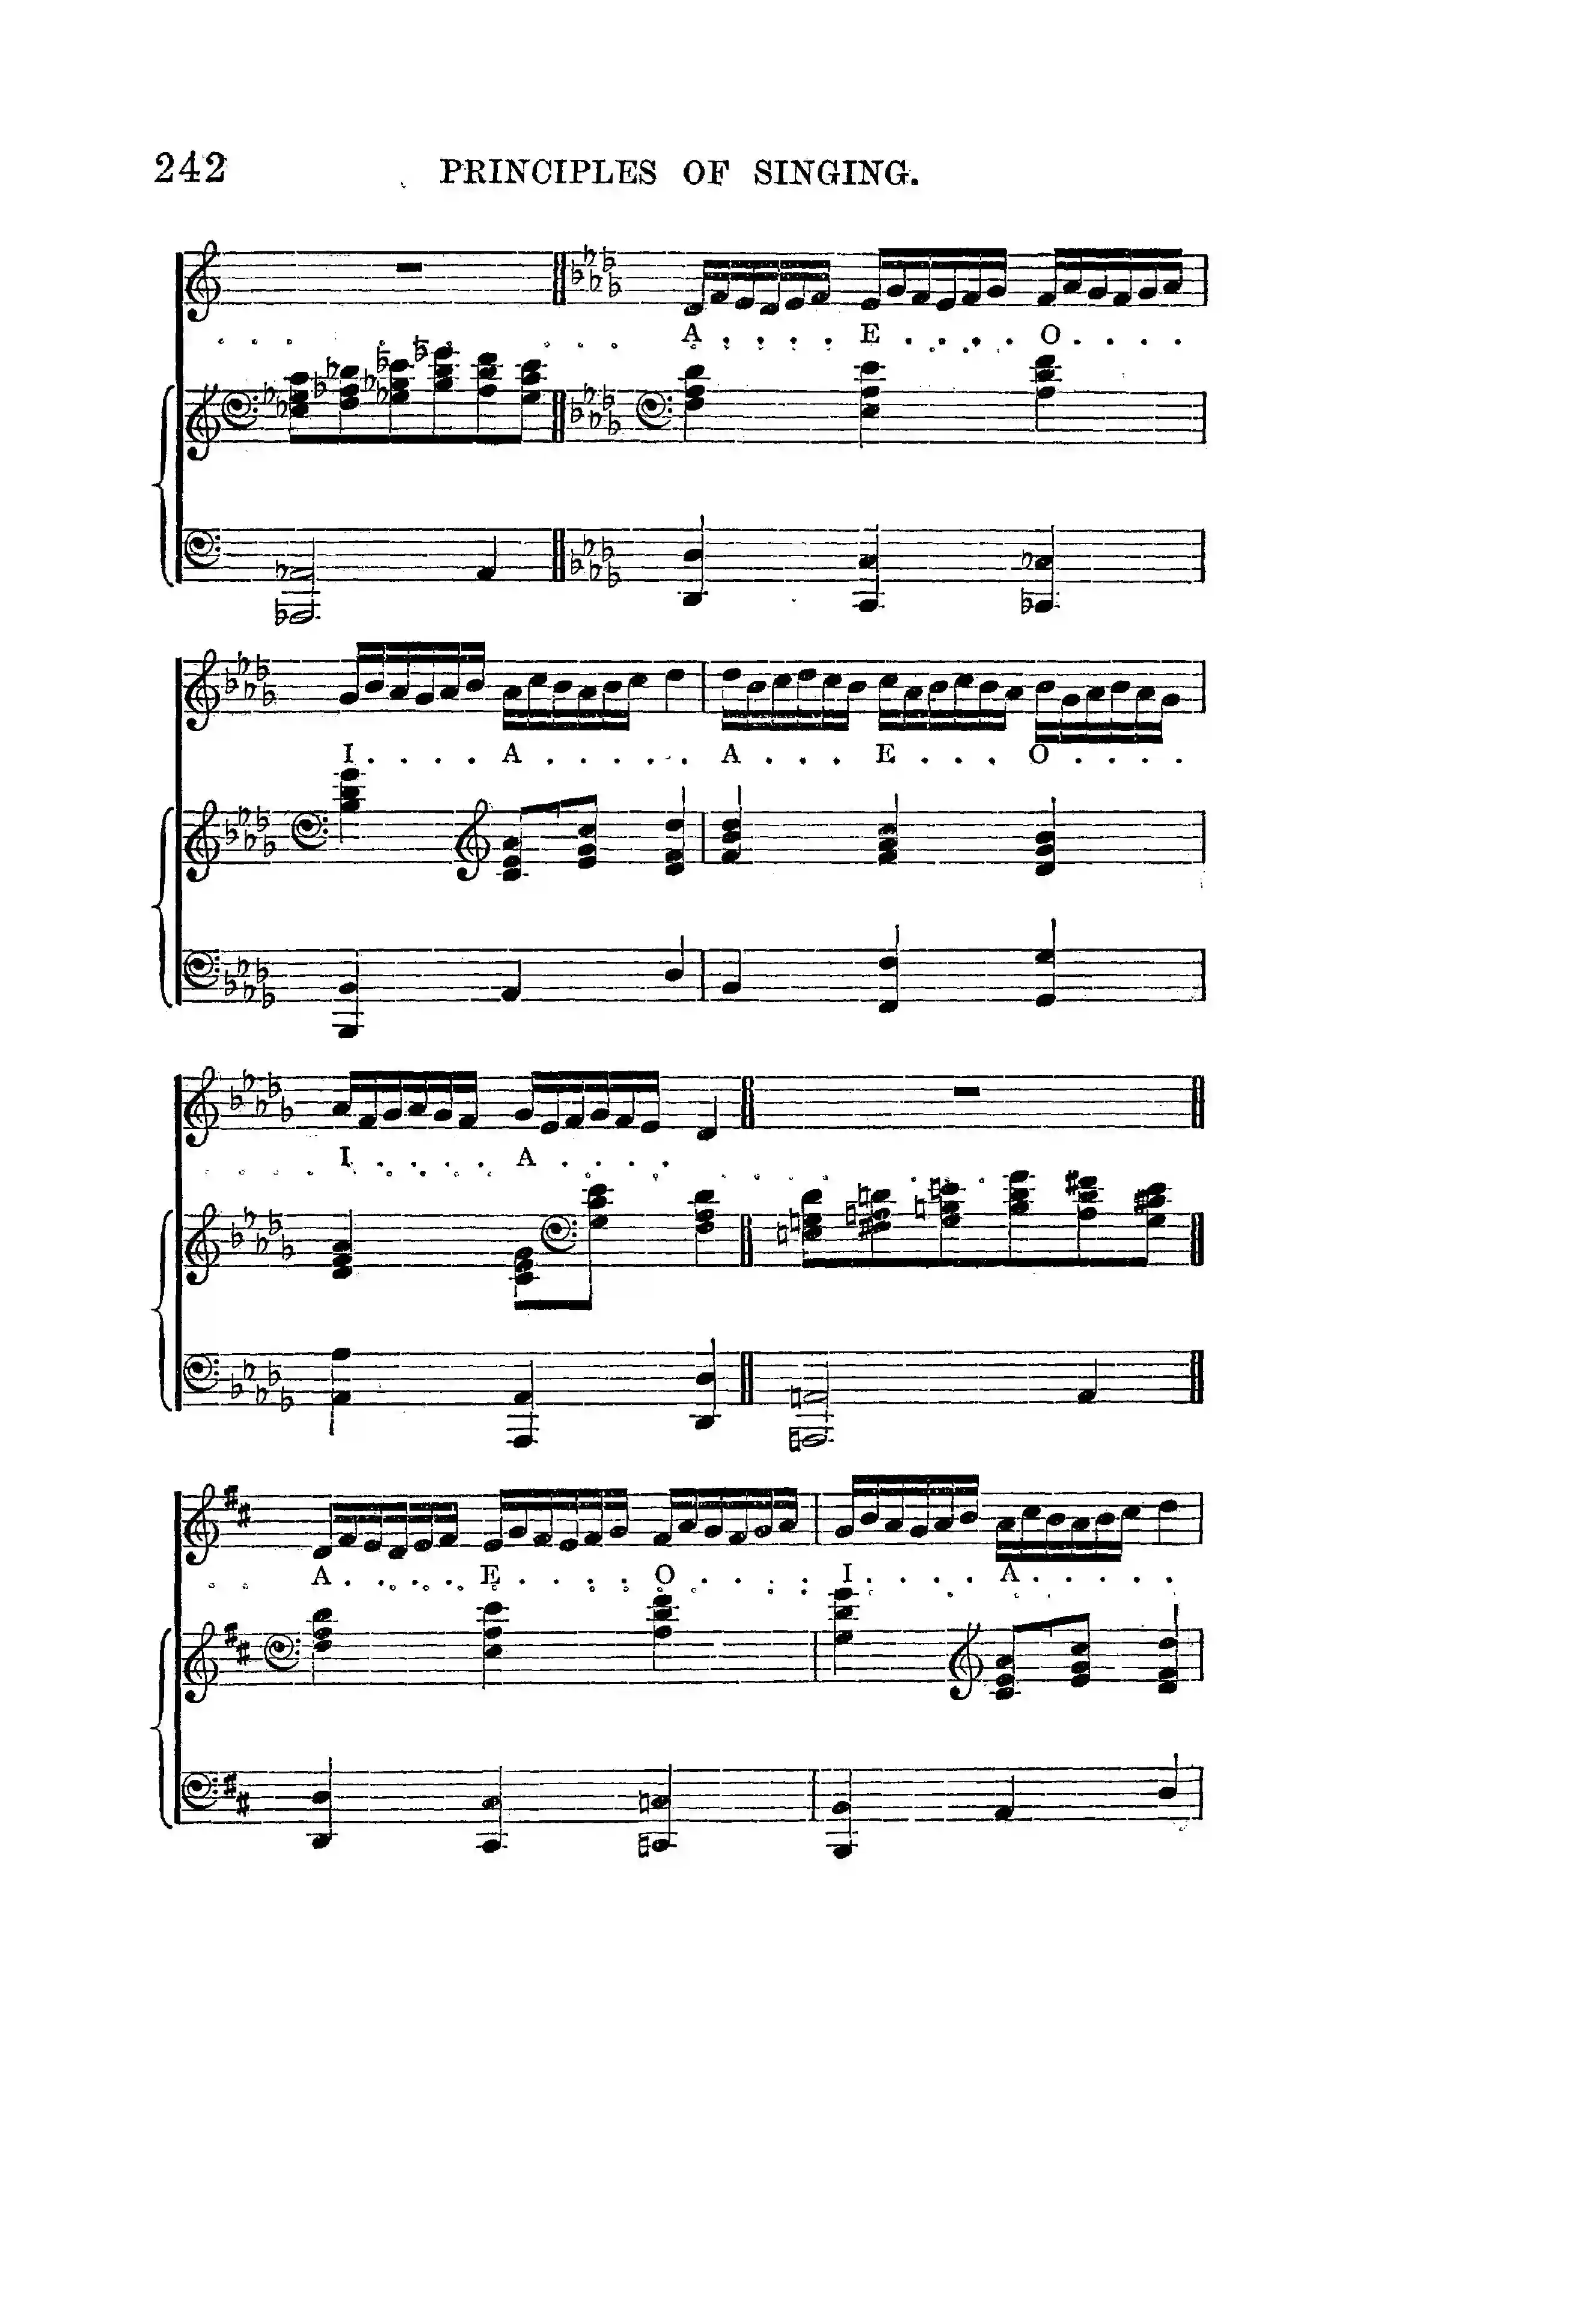 242 PRINCIPLES OF SINGING.
A . . . . E . . . . O . . . .
I . . . . A . . . . . A . . . E . . . O . . . .
I . . . . A . . . .
A . . . . E . . . . O . . . . I . . . . A . . . . .